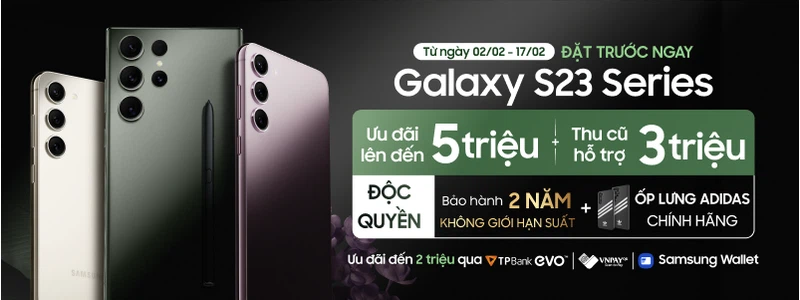 Từ ngày 02/02 - 17/02 ĐẶT TRƯỚC NGAY
Galaxy S23 Series
Ưu đãi lên đến 5 triệu + Thu cũ hỗ trợ 3 triệu
ĐỘC QUYỀN
Bảo hành 2 NĂM
KHÔNG GIỚI HẠN SUẤT
+
ỐP LƯNG ADIDAS
CHÍNH HÃNG
Ưu đãi đến 2 triệu qua TPBank EVO | VNPAY | Samsung Wallet
SAMSUNG